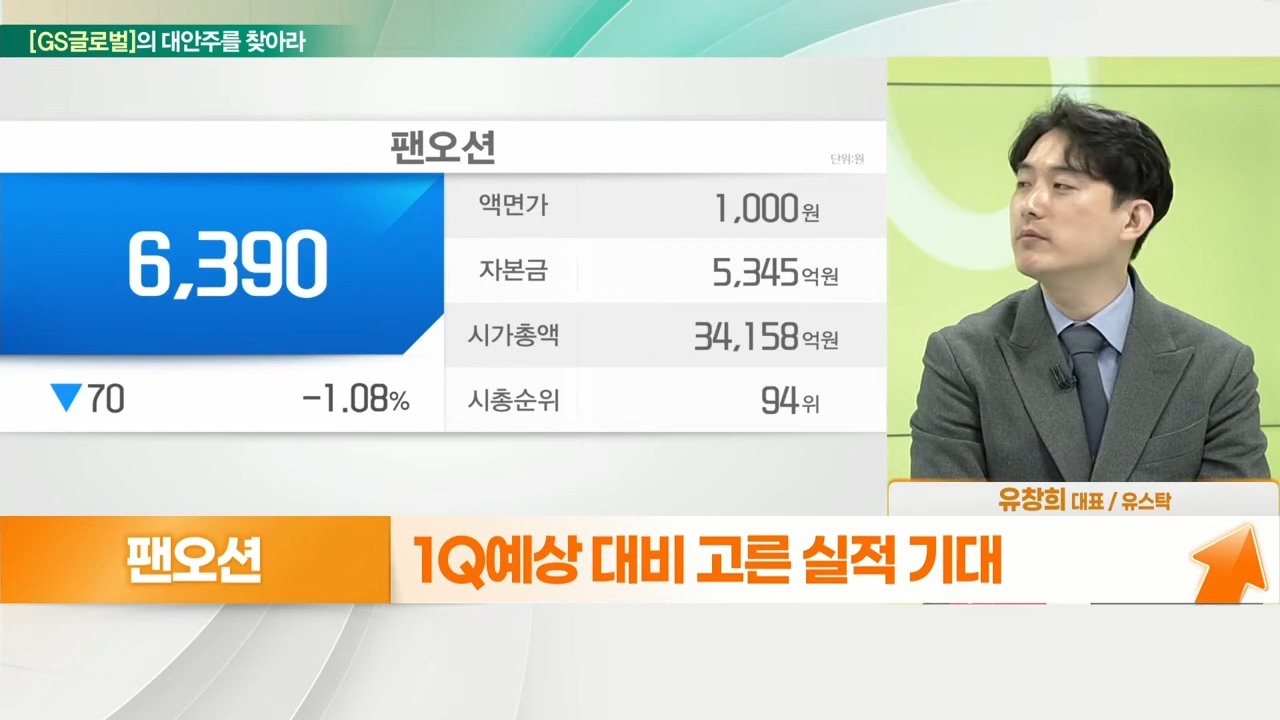 [GS글로벌]의 대안주를 찾아라
팬오션
단위:원
6,390
▼70 -1.08%
액면가 1,000원
자본금 5,345억원
시가총액 34,158억원
시총순위 94위
유창희 대표 / 유스탁
팬오션 1Q예상 대비 고른 실적 기대